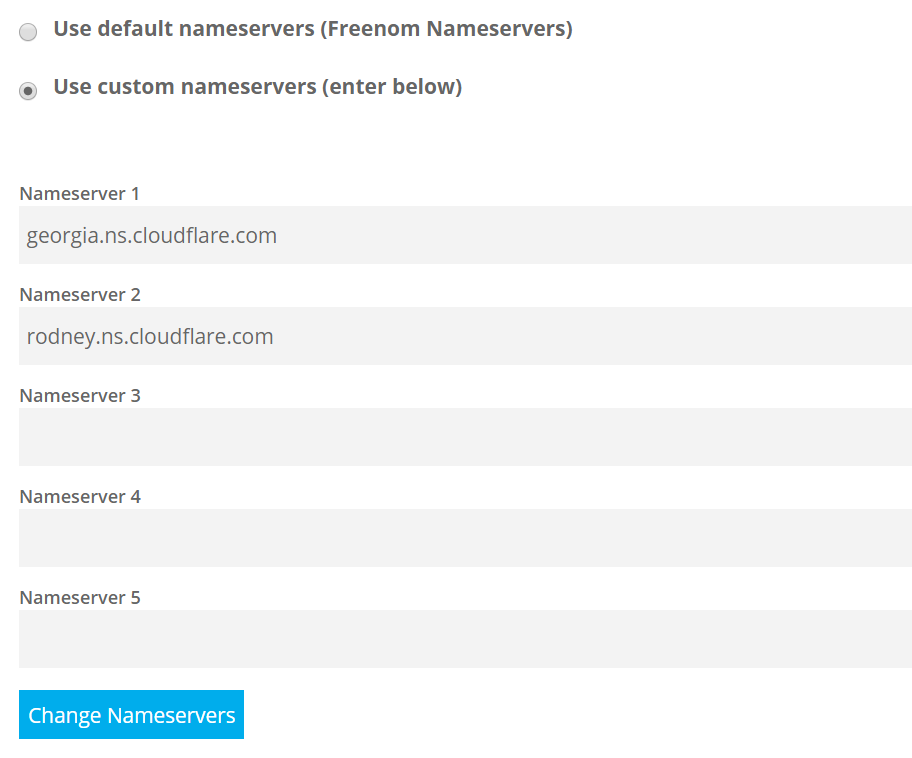 Use default nameservers (Freenom Nameservers)
Use custom nameservers (enter below)
Nameserver 1
georgia.ns.cloudflare.com
Nameserver 2
rodney.ns.cloudflare.com
Nameserver 3
Nameserver 4
Nameserver 5
Change Nameservers